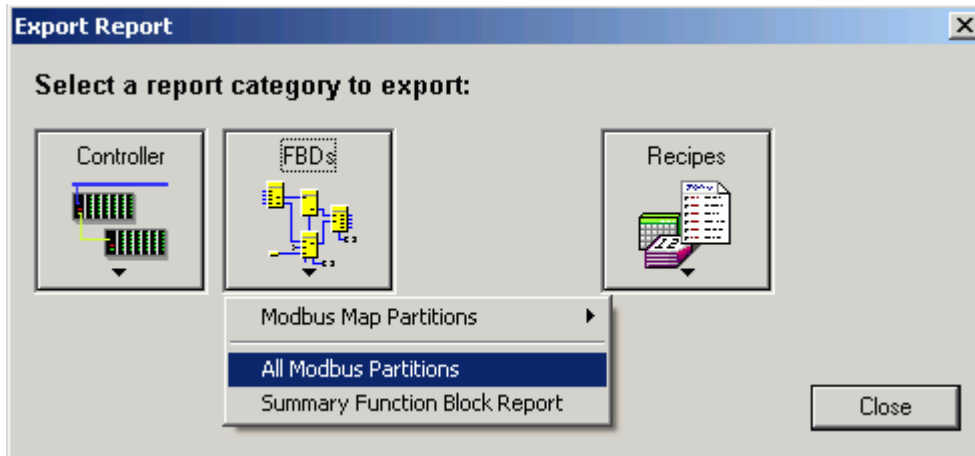 Export Report
Select a report category to export:
Controller
FBDs
Recipes
Modbus Map Partitions
All Modbus Partitions
Summary Function Block Report
Close